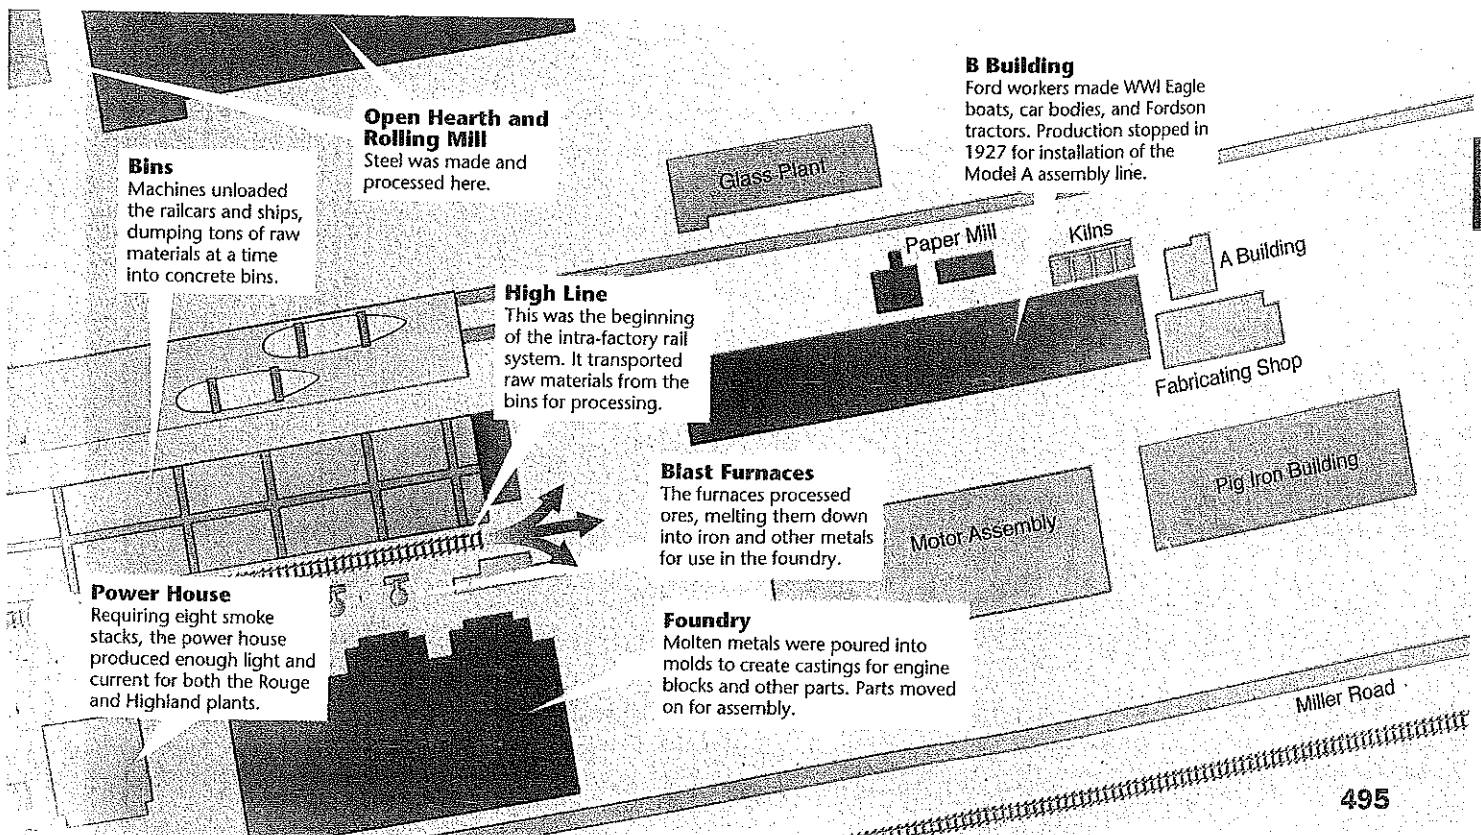 Open Hearth and
Rolling Mill
Steel was made and
processed here.
Bins
Machines unloaded
the railcars and ships,
dumping tons of raw
materials at a time
into concrete bins.
B Building
Ford workers made WWI Eagle
boats, car bodies, and Fordson
tractors. Production stopped in
1927 for installation of the
Model A assembly line.
Glass Plant
Paper Mill
Kilns
A Building
Fabricating Shop
High Line
This was the beginning
of the intra-factory rail
system. It transported
raw materials from the
bins for processing.
Blast Furnaces
The furnaces processed
ores, melting them down
into iron and other metals
for use in the foundry.
Motor Assembly
Pig Iron Building
Power House
Requiring eight smoke
stacks, the power house
produced enough light and
current for both the Rouge
and Highland plants.
Foundry
Molten metals were poured into
molds to create castings for engine
blocks and other parts. Parts moved
on for assembly.
Miller Road
495